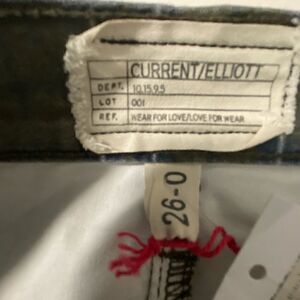 CURRENT/ELLIOTT
DEPT. 10.15.9.5
LOT 001
REF. WEAR FOR LOVE/LOVE FOR WEAR
26-0